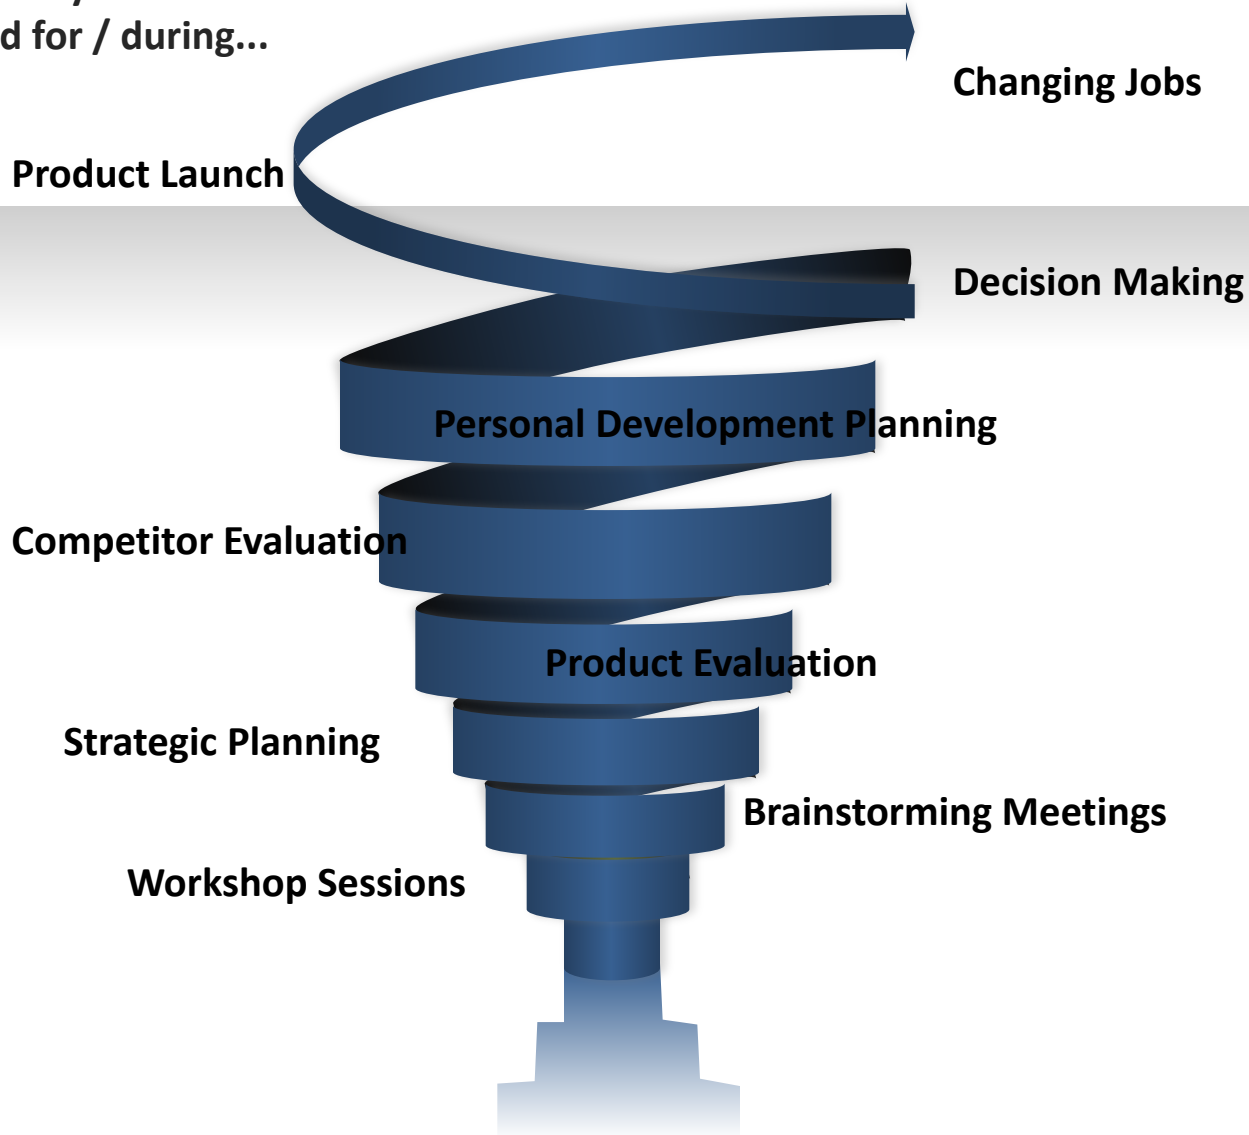 for / during...
Changing Jobs
Product Launch
Decision Making
Personal Development Planning
Competitor Evaluation
Product Evaluation
Strategic Planning
Brainstorming Meetings
Workshop Sessions